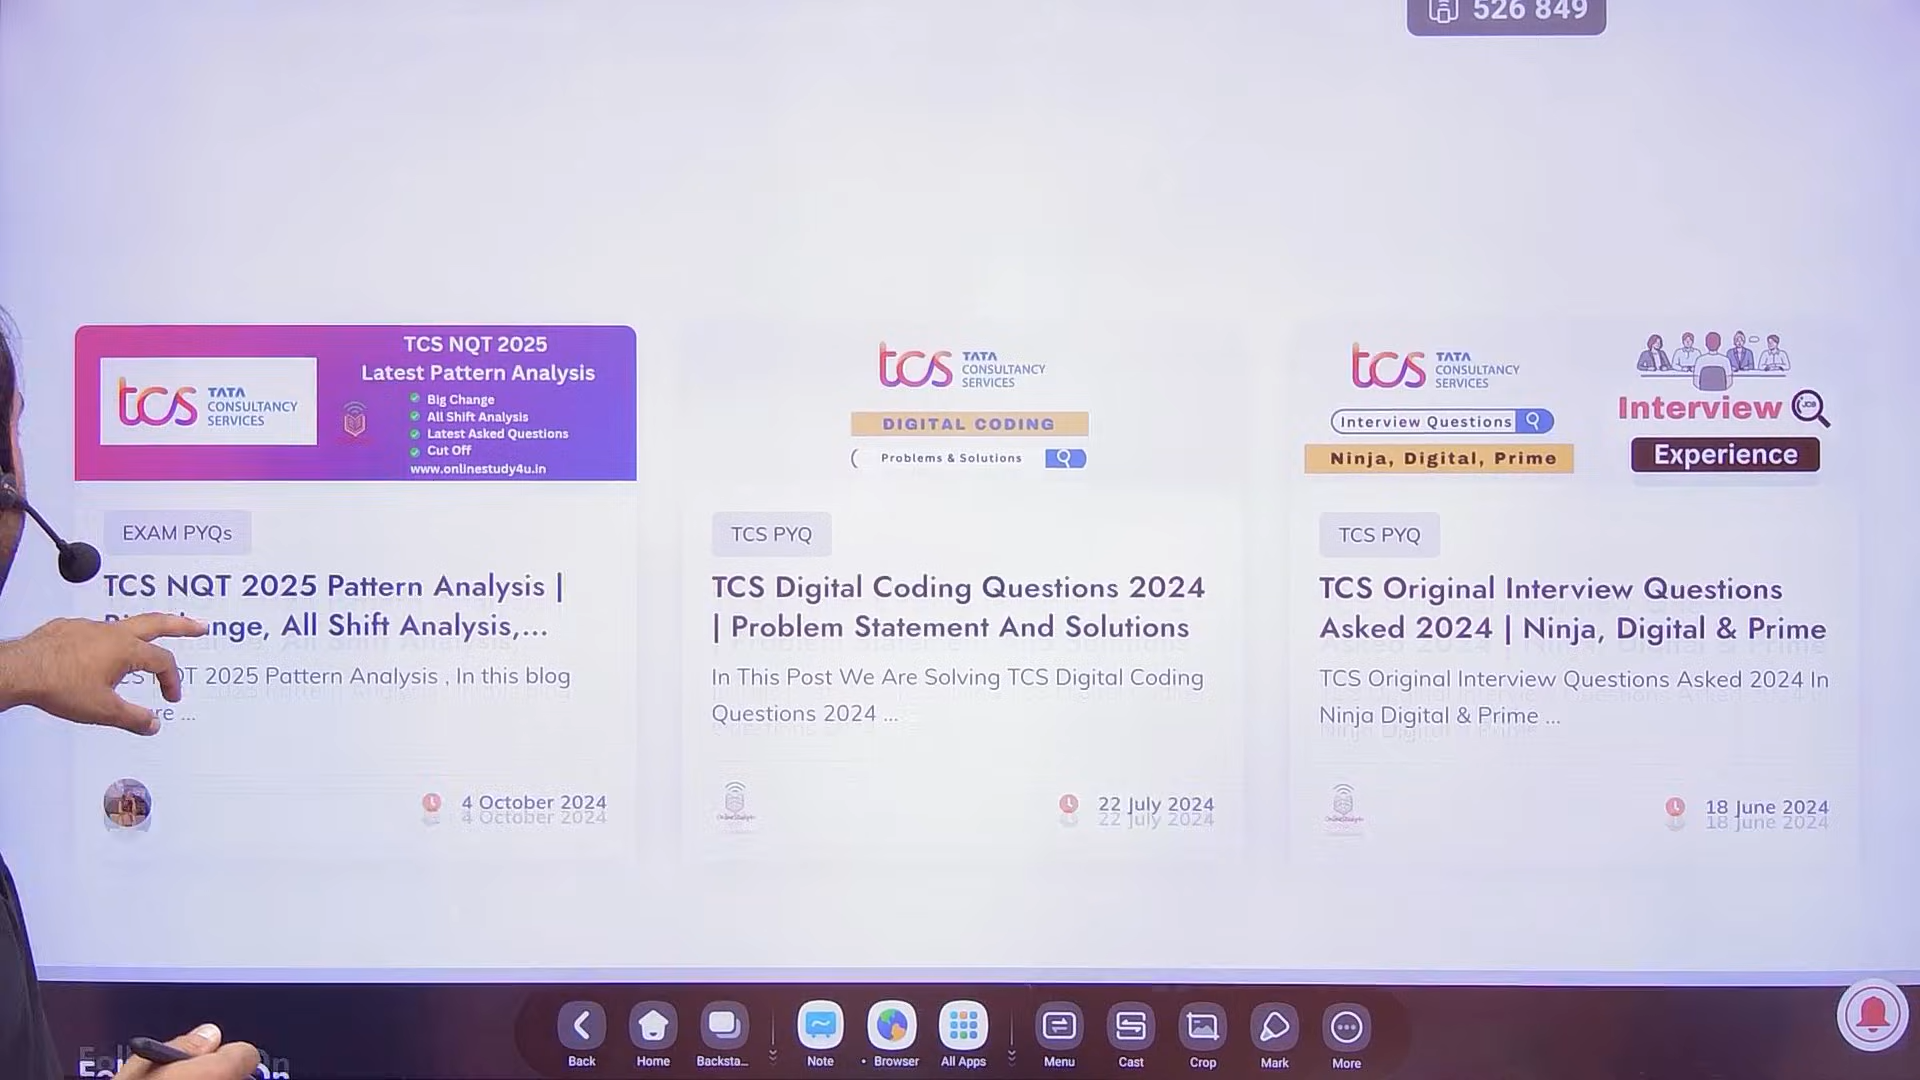 526 849
TCS NQT 2025
Latest Pattern Analysis
tcs TATA
CONSULTANCY
SERVICES
Big Change
All Shift Analysis
Latest Asked Questions
Cut Off
www.onlinestudy4u.in
EXAM PYQs
TCS NQT 2025 Pattern Analysis |
All Shift Analysis,...
2025 Pattern Analysis , In this blog
...
4 October 2024
tcs TATA
CONSULTANCY
SERVICES
DIGITAL CODING
Problems & Solutions
TCS PYQ
TCS Digital Coding Questions 2024
| Problem Statement And Solutions
In This Post We Are Solving TCS Digital Coding
Questions 2024 ...
22 July 2024
tcs TATA
CONSULTANCY
SERVICES
Interview Questions
Ninja, Digital, Prime
Interview
Experience
TCS PYQ
TCS Original Interview Questions
Asked 2024 | Ninja, Digital & Prime
TCS Original Interview Questions Asked 2024 In
Ninja Digital & Prime ...
18 June 2024
Back
Home
Backsta...
Note
Browser
All Apps
Menu
Cast
Crop
Mark
More